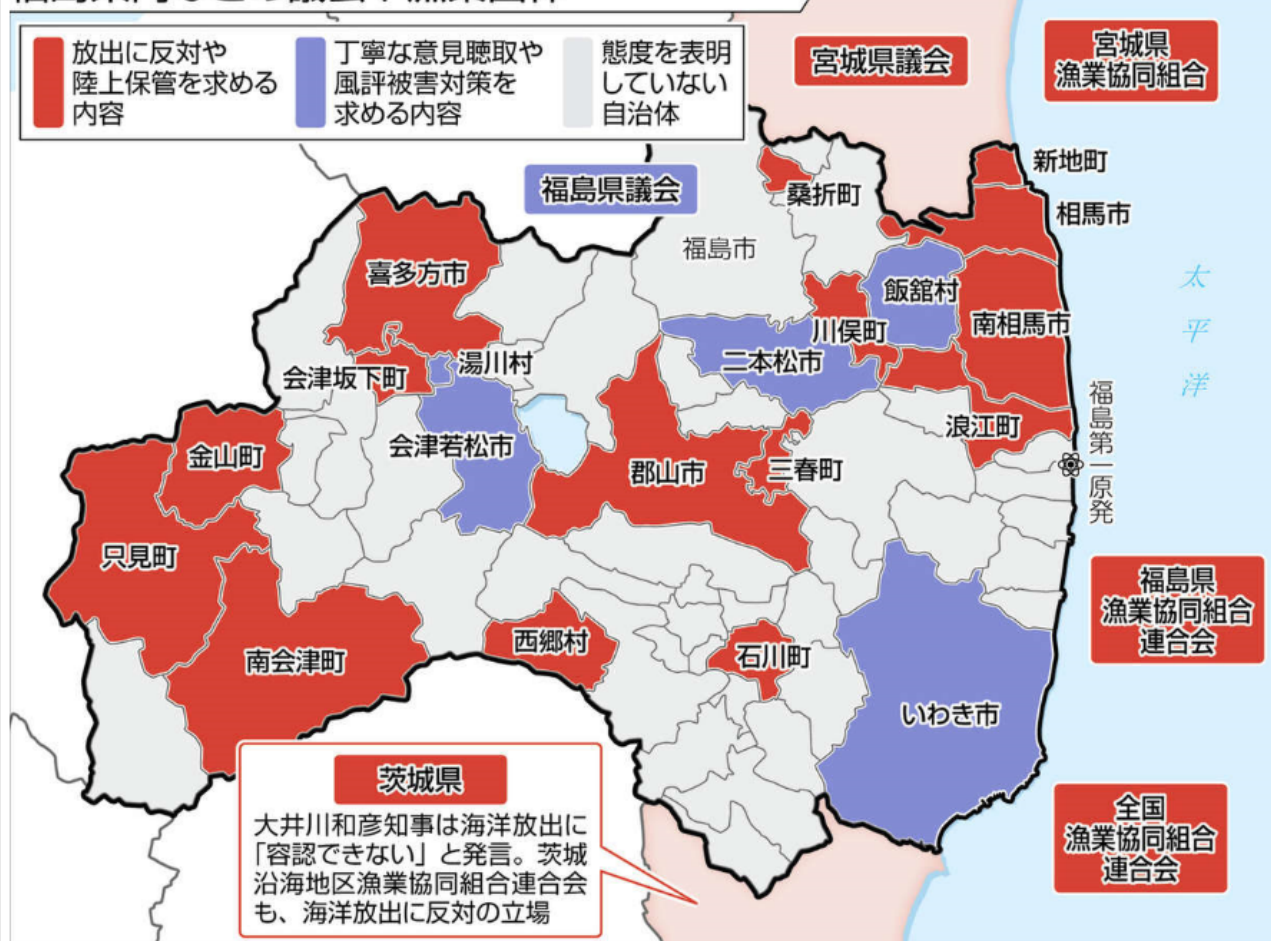 放出に反対や
陸上保管を求める
内容
丁寧な意見聴取や
風評被害対策を
求める内容
態度を表明
していない
自治体
宮城県議会
宮城県
漁業協同組合
福島県議会
新地町
桑折町
相馬市
福島市
喜多方市
飯舘村
太平洋
川俣町
南相馬市
湯川村
二本松市
会津坂下町
福島第一原発
浪江町
会津若松市
金山町
郡山市
三春町
只見町
福島県
漁業協同組合
連合会
西郷村
石川町
南会津町
いわき市
茨城県
大井川和彦知事は海洋放出に
「容認できない」と発言。茨城
沿海地区漁業協同組合連合会
も、海洋放出に反対の立場
全国
漁業協同組合
連合会